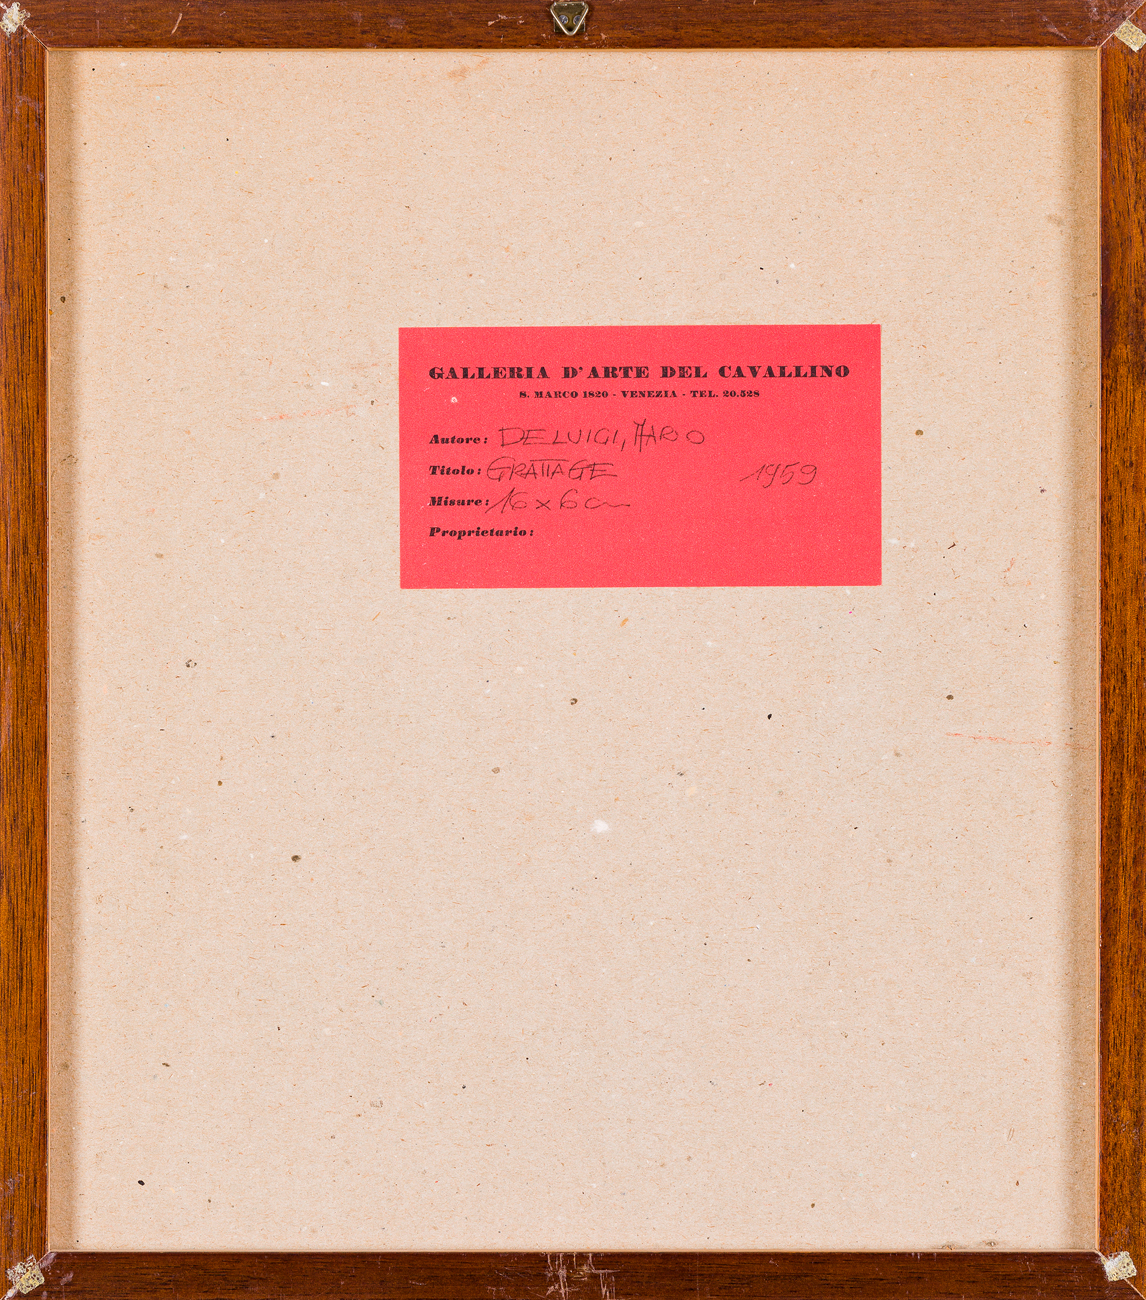 GALLERIA D'ARTE DEL CAVALLINO
S. MARCO 1820 - VENEZIA - TEL. 20.528
Autore: DE LUIGI, MARIO
Titolo: GRATTAGE 1959
Misure: 16 x 6 cm
Proprietario: